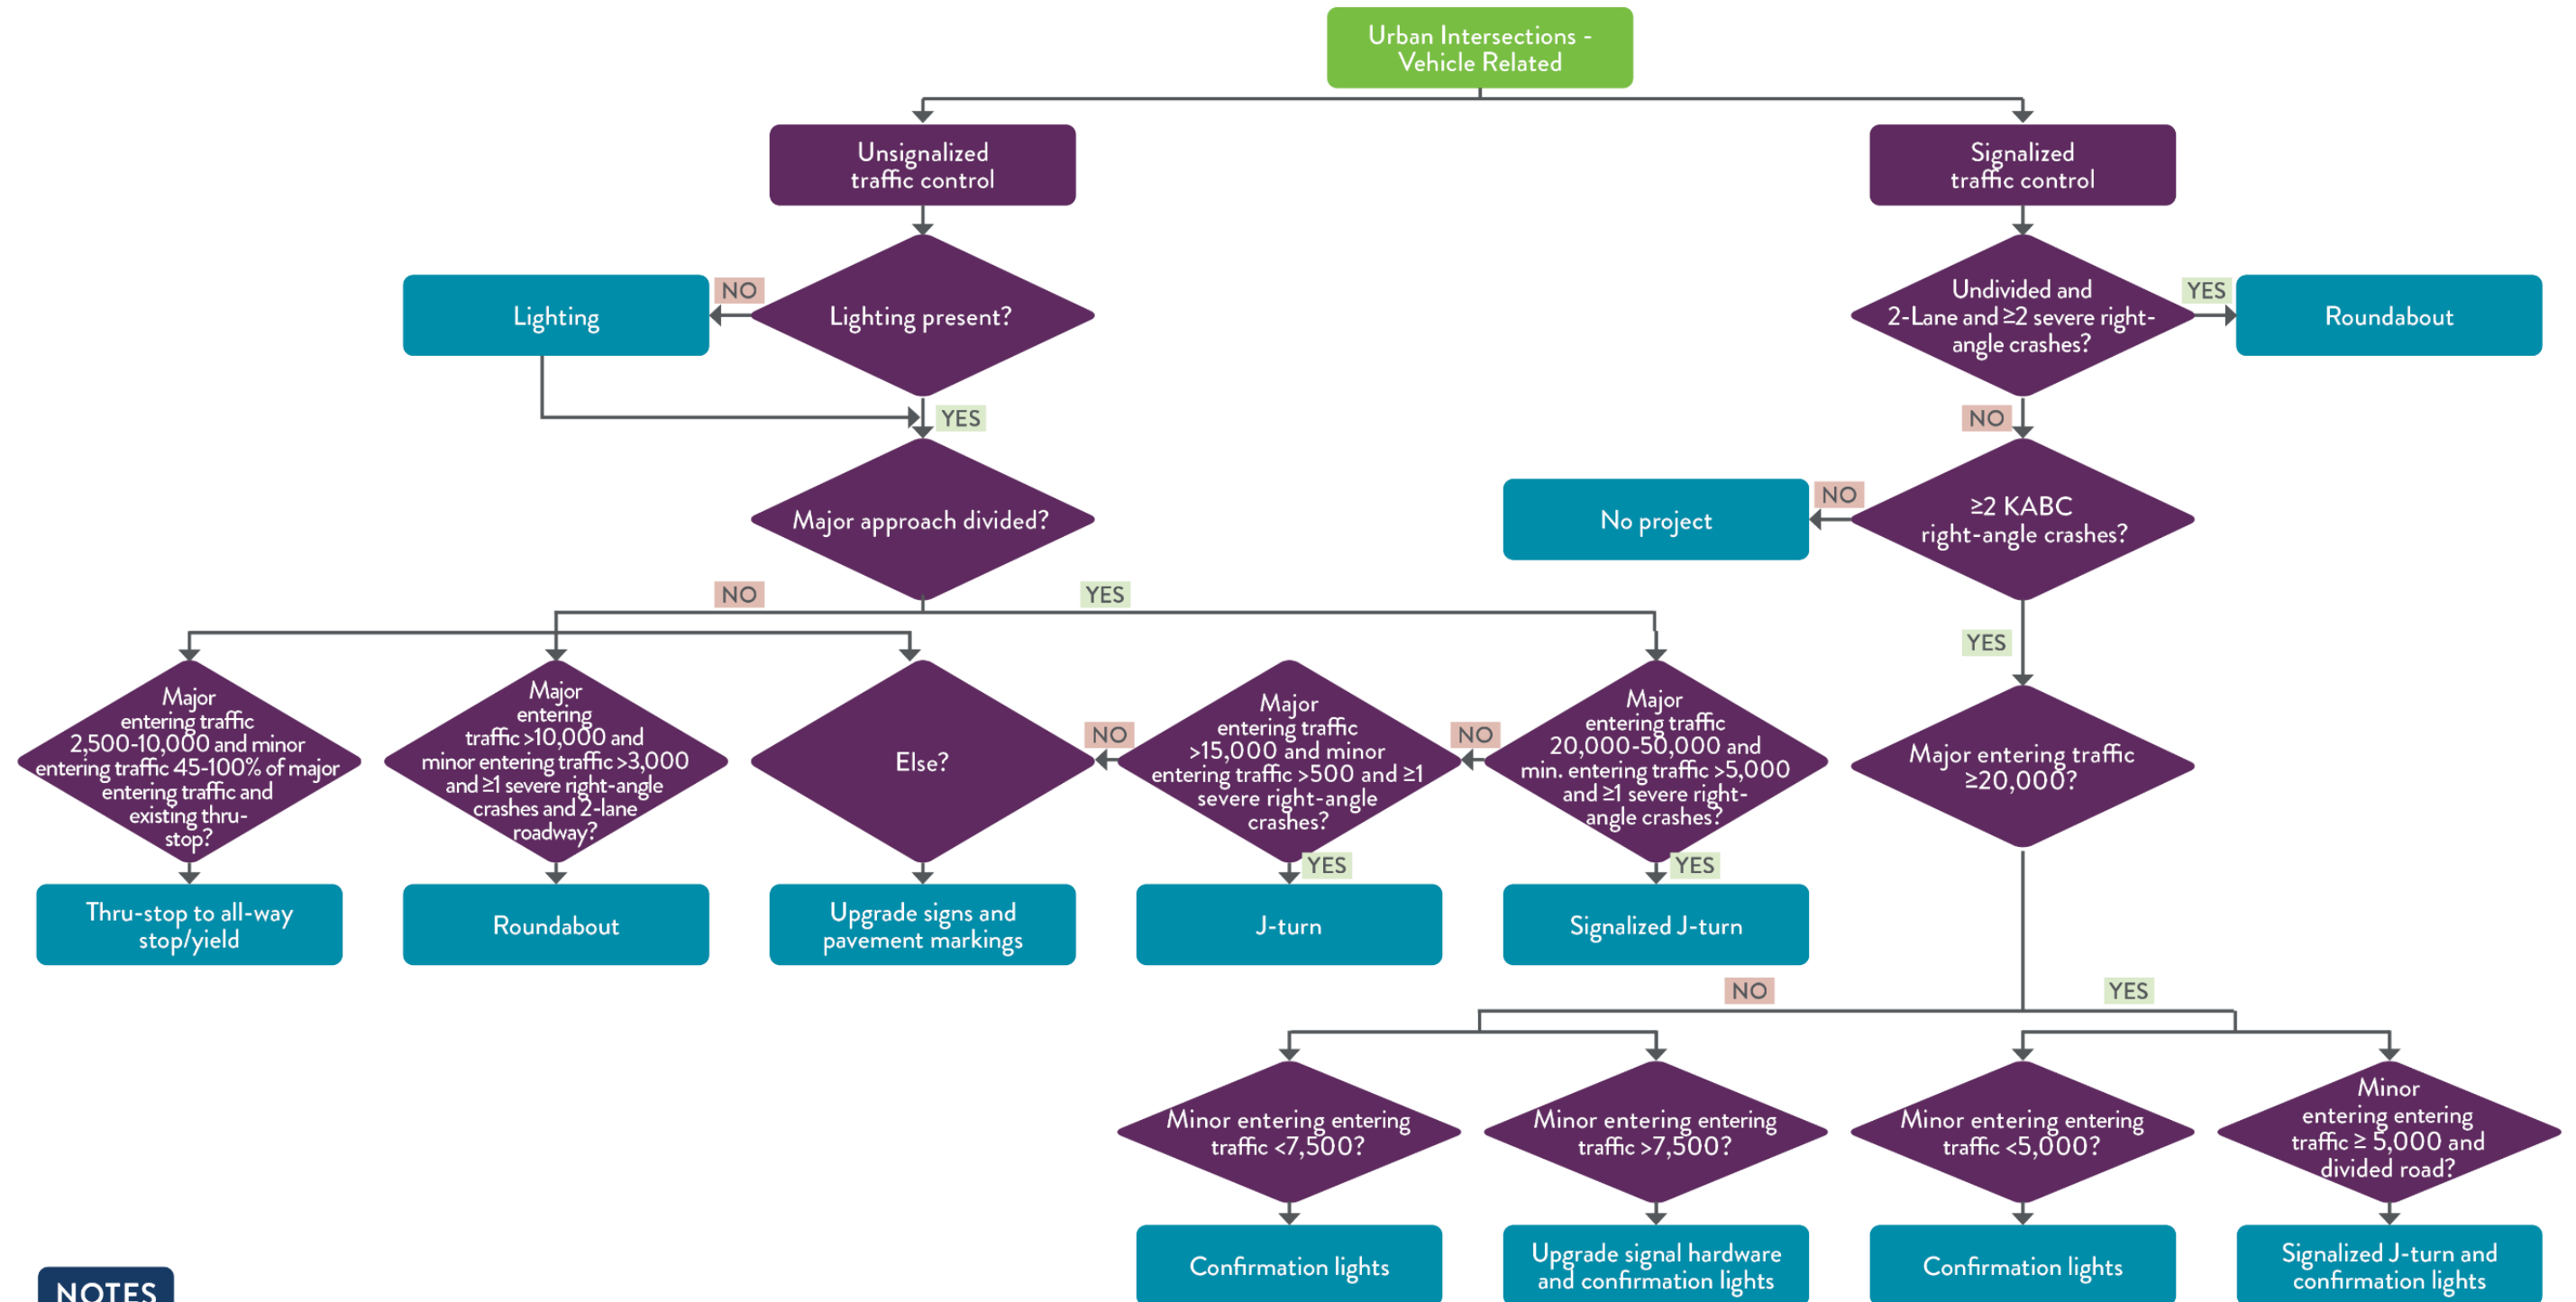 Urban Intersections -
Vehicle Related
Unsignalized
traffic control
Signalized
traffic control
Lighting
NO
Lighting present?
Undivided and
2-Lane and ≥2 severe right-
angle crashes?
YES
Roundabout
YES
NO
Major approach divided?
No project
NO
≥2 KABC
right-angle crashes?
NO
YES
YES
Major
entering traffic
2,500-10,000 and minor
entering traffic 45-100% of major
entering traffic and
existing thru-
stop?
Major
entering
traffic >10,000 and
minor entering traffic >3,000
and ≥1 severe right-angle
crashes and 2-lane
roadway?
Else?
NO
Major
entering traffic
>15,000 and minor
entering traffic >500 and ≥1
severe right-angle
crashes?
NO
Major
entering traffic
20,000-50,000 and
min. entering traffic >5,000
and ≥1 severe right-
angle crashes?
Major entering traffic
≥20,000?
YES
YES
Thru-stop to all-way
stop/yield
Roundabout
Upgrade signs and
pavement markings
J-turn
Signalized J-turn
NO
YES
Minor entering entering
traffic <7,500?
Minor entering entering
traffic >7,500?
Minor entering entering
traffic <5,000?
Minor
entering entering
traffic ≥ 5,000 and
divided road?
Confirmation lights
Upgrade signal hardware
and confirmation lights
Confirmation lights
Signalized J-turn and
confirmation lights
NOTES